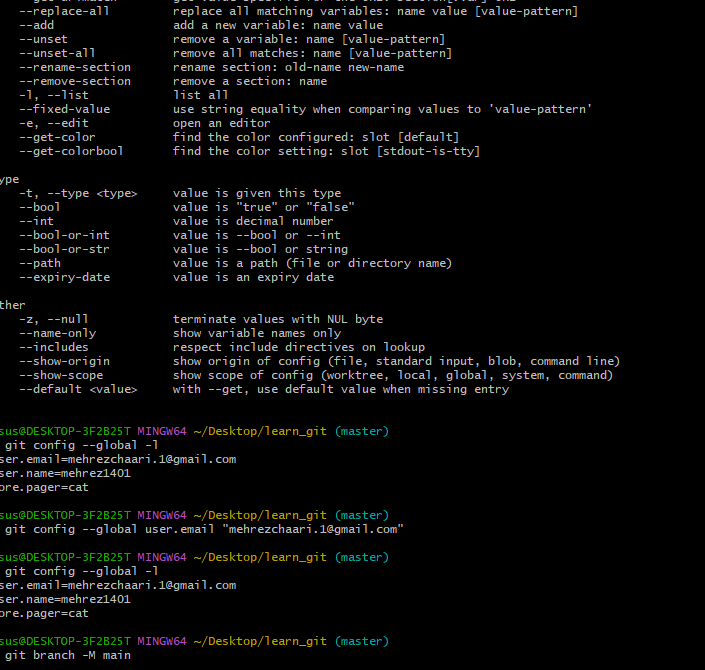 --replace-all replace all matching variables: name value [value-pattern]
--add add a new variable: name value
--unset remove a variable: name [value-pattern]
--unset-all remove all matches: name [value-pattern]
--rename-section rename section: old-name new-name
--remove-section remove a section: name
-l, --list list all
--fixed-value use string equality when comparing values to 'value-pattern'
-e, --edit open an editor
--get-color find the color configured: slot [default]
--get-colorbool find the color setting: slot [stdout-is-tty]
ype
-t, --type <type> value is given this type
--bool value is "true" or "false"
--int value is decimal number
--bool-or-int value is --bool or --int
--bool-or-str value is --bool or string
--path value is a path (file or directory name)
--expiry-date value is an expiry date
ther
-z, --null terminate values with NUL byte
--name-only show variable names only
--includes respect include directives on lookup
--show-origin show origin of config (file, standard input, blob, command line)
--show-scope show scope of config (worktree, local, global, system, command)
--default <value> with --get, use default value when missing entry
sus@DESKTOP-3F2B25T MINGW64 ~/Desktop/learn_git (master)
git config --global -l
ser.email=mehrezchaari.1@gmail.com
ser.name=mehrez1401
ore.pager=cat
sus@DESKTOP-3F2B25T MINGW64 ~/Desktop/learn_git (master)
git config --global user.email "mehrezchaari.1@gmail.com"
sus@DESKTOP-3F2B25T MINGW64 ~/Desktop/learn_git (master)
git config --global -l
ser.email=mehrezchaari.1@gmail.com
ser.name=mehrez1401
ore.pager=cat
sus@DESKTOP-3F2B25T MINGW64 ~/Desktop/learn_git (master)
git branch -M main